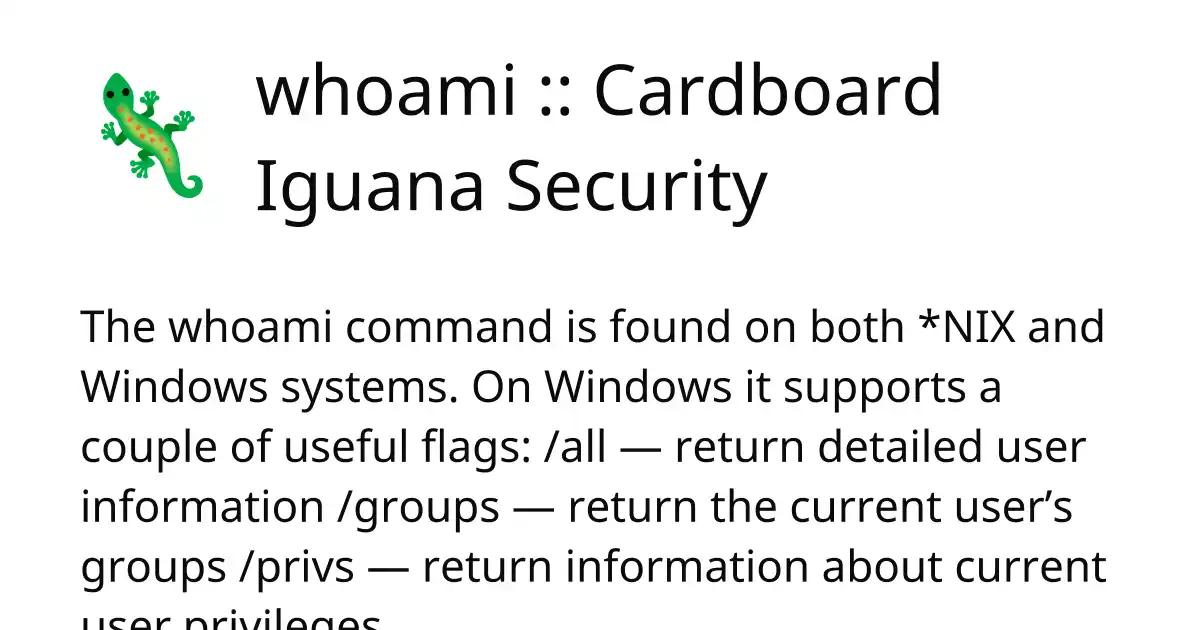 whoami :: Cardboard
Iguana Security
The whoami command is found on both *NIX and
Windows systems. On Windows it supports a
couple of useful flags: /all — return detailed user
information /groups — return the current user’s
groups /privs — return information about current
user privileges